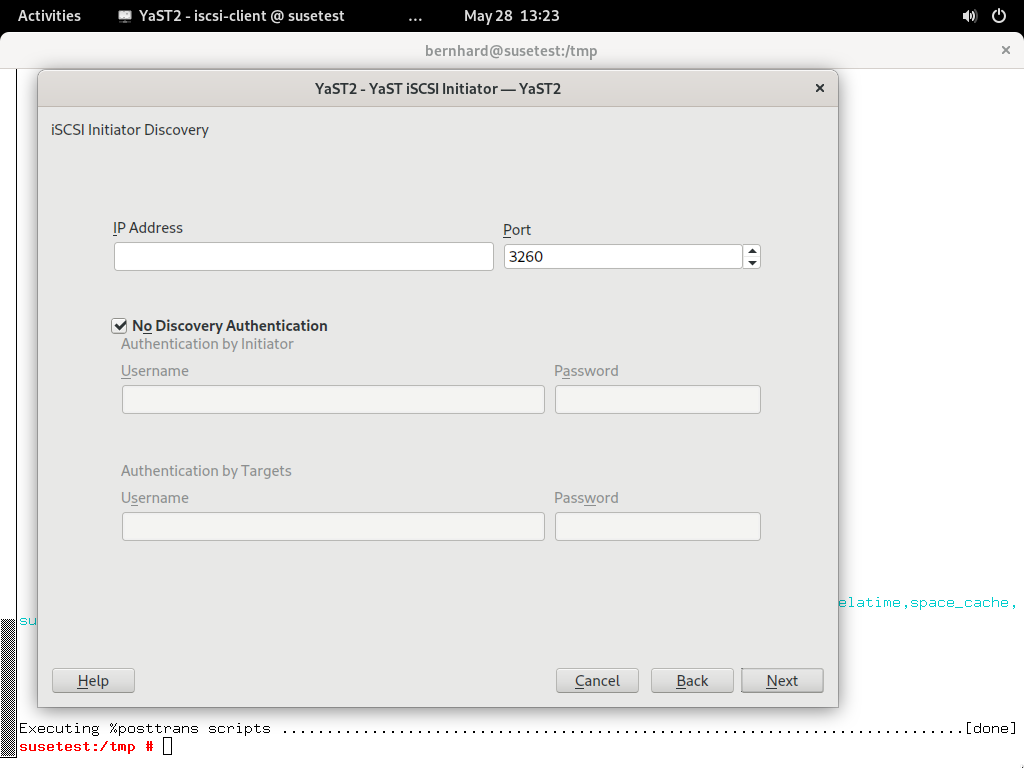 Activities YaST2 - iscsi-client @ susetest ... May 28 13:23
bernhard@susetest:/tmp ×
YaST2 - YaST iSCSI Initiator — YaST2 ×
iSCSI Initiator Discovery
IP Address Port
3260
No Discovery Authentication
Authentication by Initiator
Username Password
Authentication by Targets
Username Password
elatime,space_cache,
su
Help Cancel Back Next
Executing %posttrans scripts ............................................................................[done]
susetest:/tmp #